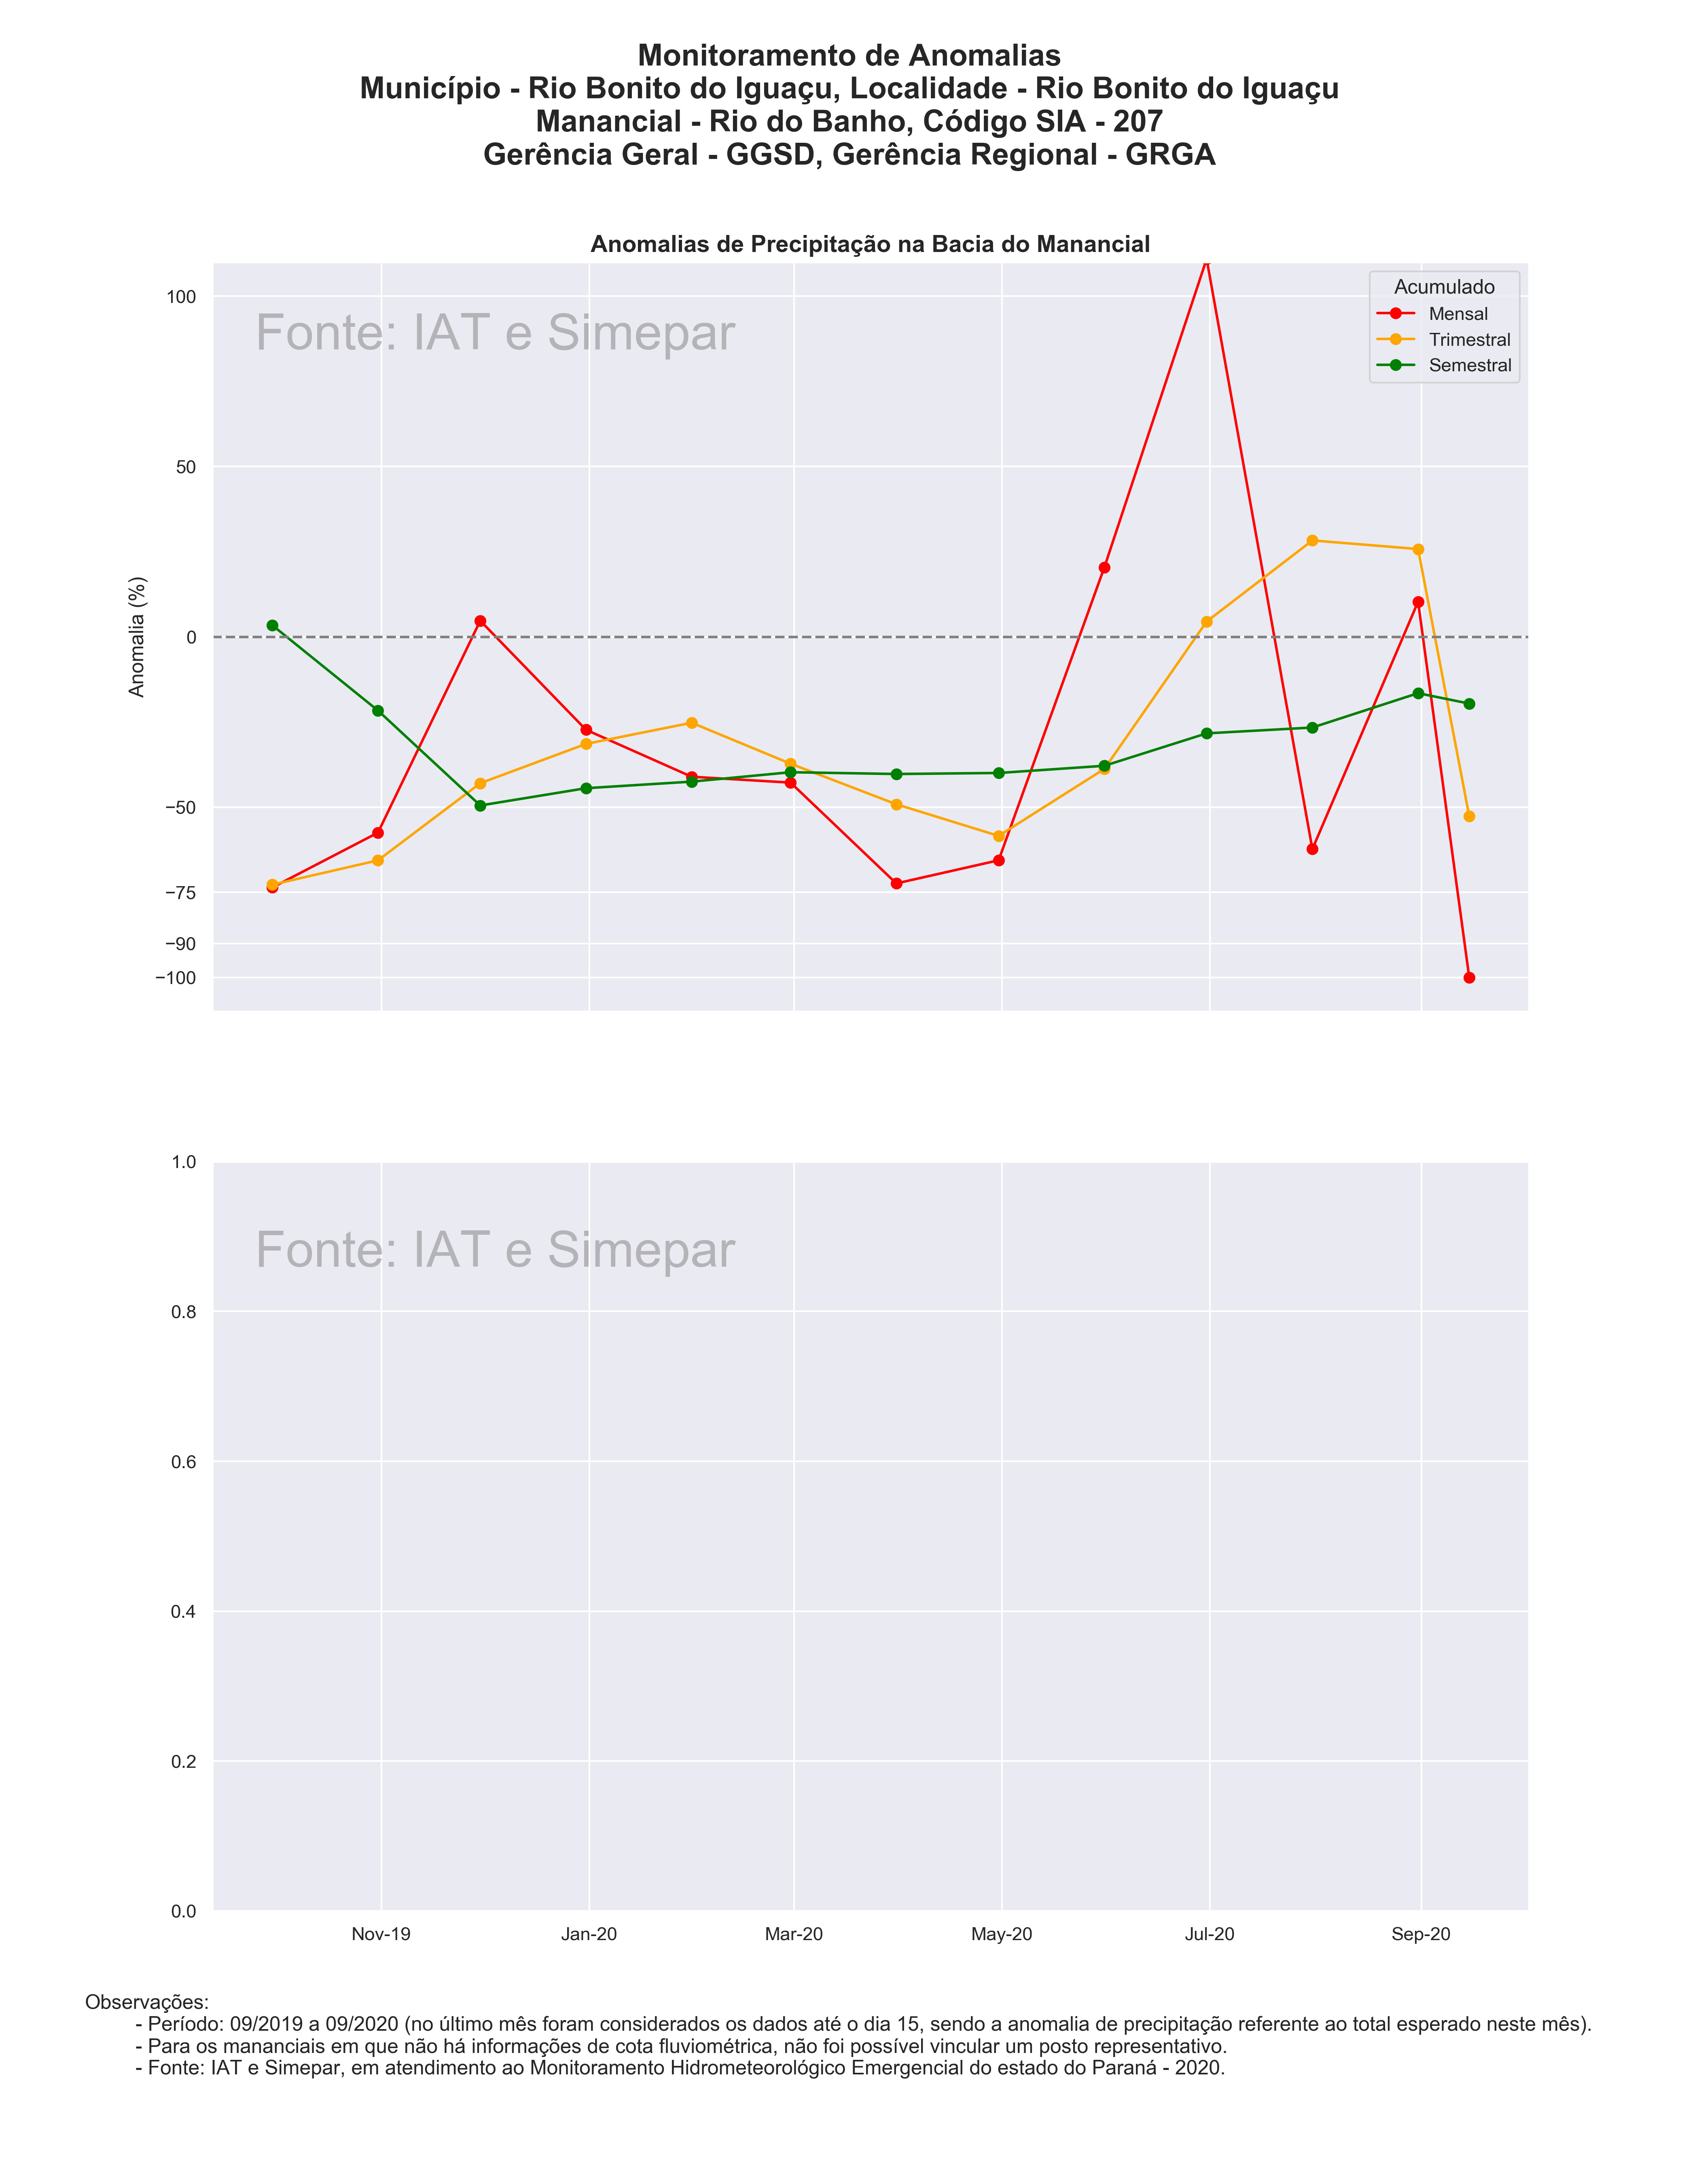 Monitoramento de Anomalias
Município - Rio Bonito do Iguaçu, Localidade - Rio Bonito do Iguaçu
Manancial - Rio do Banho, Código SIA - 207
Gerência Geral - GGSD, Gerência Regional - GRGA
Anomalias de Precipitação na Bacia do Manancial
Fonte: IAT e Simepar
Acumulado
Mensal
Trimestral
Semestral
Anomalia (%)
100
50
0
−50
−75
−90
−100
Fonte: IAT e Simepar
1.0
0.8
0.6
0.4
0.2
0.0
Nov-19 Jan-20 Mar-20 May-20 Jul-20 Sep-20
Observações:
- Período: 09/2019 a 09/2020 (no último mês foram considerados os dados até o dia 15, sendo a anomalia de precipitação referente ao total esperado neste mês).
- Para os mananciais em que não há informações de cota fluviométrica, não foi possível vincular um posto representativo.
- Fonte: IAT e Simepar, em atendimento ao Monitoramento Hidrometeorológico Emergencial do estado do Paraná - 2020.